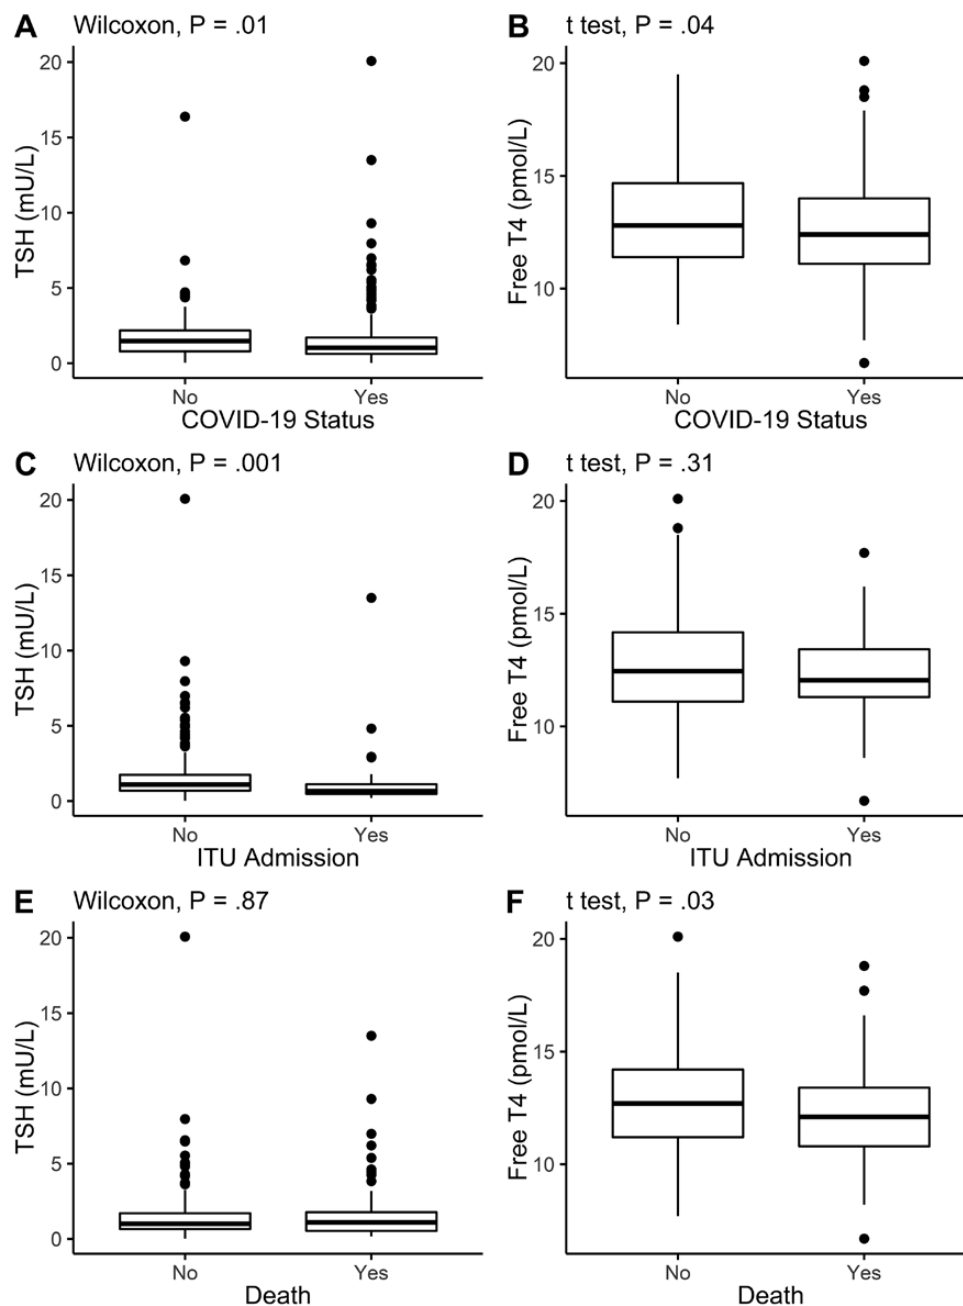 A Wilcoxon, P = .01
TSH (mU/L)
20
15
10
5
0
No Yes
COVID-19 Status
B t test, P = .04
Free T4 (pmol/L)
20
15
10
No Yes
COVID-19 Status
C Wilcoxon, P = .001
TSH (mU/L)
20
15
10
5
0
No Yes
ITU Admission
D t test, P = .31
Free T4 (pmol/L)
20
15
10
No Yes
ITU Admission
E Wilcoxon, P = .87
TSH (mU/L)
20
15
10
5
0
No Yes
Death
F t test, P = .03
Free T4 (pmol/L)
20
15
10
No Yes
Death